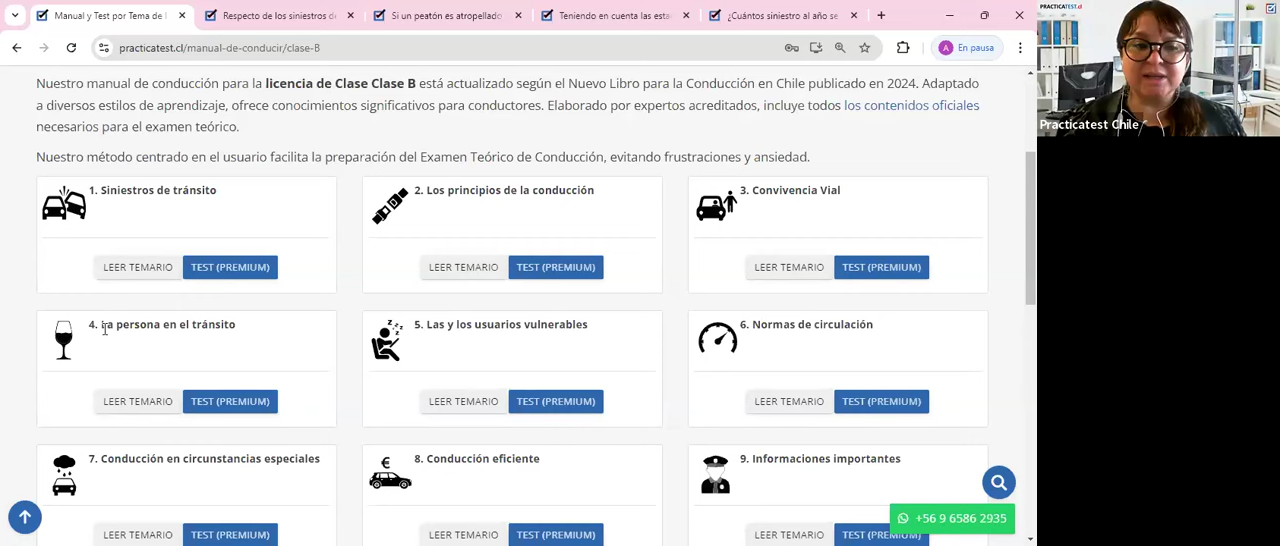 Manual y Test por Tema de l
Respecto de los siniestros de
Si un peatón es atropellado
Teniendo en cuenta las esta
¿Cuántos siniestro al año se
practicatest.cl/manual-de-conducir/clase-B
A En pausa
Nuestro manual de conducción para la licencia de Clase Clase B está actualizado según el Nuevo Libro para la Conducción en Chile publicado en 2024. Adaptado
a diversos estilos de aprendizaje, ofrece conocimientos significativos para conductores. Elaborado por expertos acreditados, incluye todos los contenidos oficiales
necesarios para el examen teórico.
Nuestro método centrado en el usuario facilita la preparación del Examen Teórico de Conducción, evitando frustraciones y ansiedad.
1. Siniestros de tránsito
LEER TEMARIO TEST (PREMIUM)
2. Los principios de la conducción
LEER TEMARIO TEST (PREMIUM)
3. Convivencia Vial
LEER TEMARIO TEST (PREMIUM)
4. La persona en el tránsito
LEER TEMARIO TEST (PREMIUM)
5. Las y los usuarios vulnerables
LEER TEMARIO TEST (PREMIUM)
6. Normas de circulación
LEER TEMARIO TEST (PREMIUM)
7. Conducción en circunstancias especiales
LEER TEMARIO TEST (PREMIUM)
8. Conducción eficiente
€
LEER TEMARIO TEST (PREMIUM)
9. Informaciones importantes
LEER TEMARIO TEST (PREMIUM)
+56 9 6586 2935
PRACTICATEST.cl
Practicatest Chile